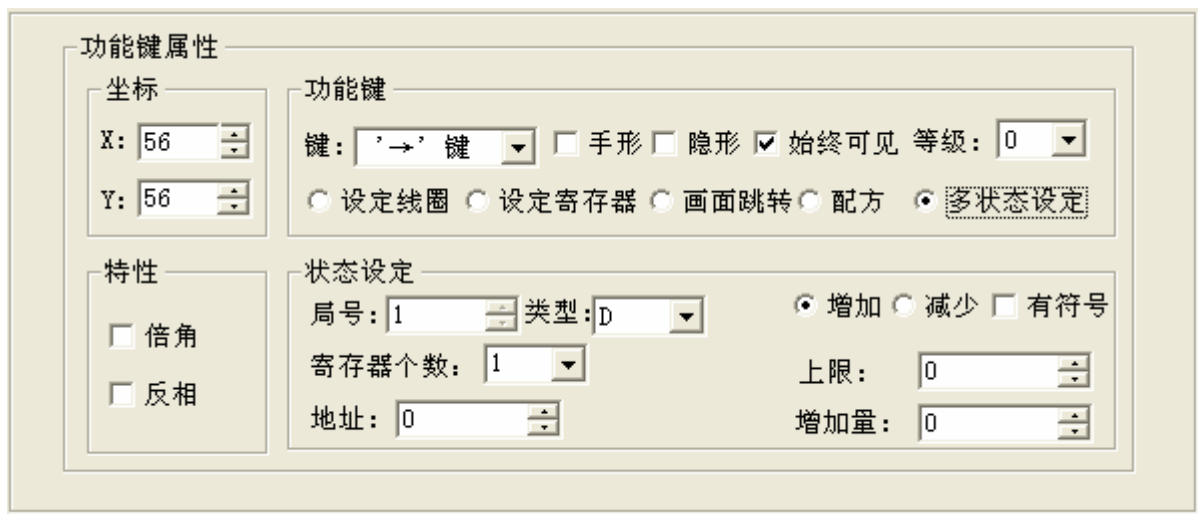 功能键属性
坐标
X: 56
Y: 56
功能键
键: '→' 键 手形 隐形 始终可见 等级: 0
设定线圈 设定寄存器 画面跳转 配方 多状态设定
特性
倍角
反相
状态设定
局号: 1 类型: D 增加 减少 有符号
寄存器个数: 1 上限: 0
地址: 0 增加量: 0